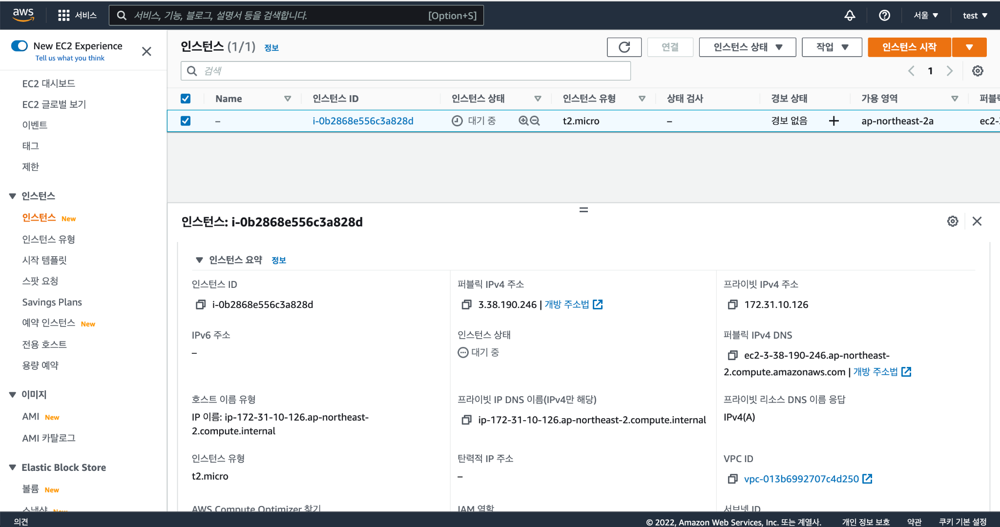 aws
서비스
서비스, 기능, 블로그, 설명서 등을 검색합니다.
[Option+S]
서울 ▼
test ▼
New EC2 Experience
Tell us what you think
EC2 대시보드
EC2 글로벌 보기
이벤트
태그
제한
인스턴스
인스턴스 New
인스턴스 유형
시작 템플릿
스팟 요청
Savings Plans
예약 인스턴스 New
전용 호스트
용량 예약
이미지
AMI New
AMI 카탈로그
Elastic Block Store
볼륨 New
스냅샷 New
인스턴스 (1/1) 정보
연결
인스턴스 상태 ▼
작업 ▼
인스턴스 시작
검색
1
Name 인스턴스 ID 인스턴스 상태 인스턴스 유형 상태 검사 경보 상태 가용 영역
– i-0b2868e556c3a828d 대기 중 t2.micro – 경보 없음 + ap-northeast-2a ec2-
인스턴스: i-0b2868e556c3a828d
인스턴스 요약 정보
인스턴스 ID
i-0b2868e556c3a828d
퍼블릭 IPv4 주소
3.38.190.246 | 개방 주소법
프라이빗 IPv4 주소
172.31.10.126
IPv6 주소
–
인스턴스 상태
대기 중
퍼블릭 IPv4 DNS
ec2-3-38-190-246.ap-northeast-
2.compute.amazonaws.com | 개방 주소법
호스트 이름 유형
IP 이름: ip-172-31-10-126.ap-northeast-
2.compute.internal
프라이빗 IP DNS 이름(IPv4만 해당)
ip-172-31-10-126.ap-northeast-2.compute.internal
프라이빗 리소스 DNS 이름 응답
IPv4(A)
인스턴스 유형
t2.micro
탄력적 IP 주소
–
VPC ID
vpc-013b6992707c4d250
AWS Compute Optimizer 찾기
IAM 역할
서브넷 ID
의견
© 2022, Amazon Web Services, Inc. 또는 계열사.
개인 정보 보호
약관
쿠키 기본 설정